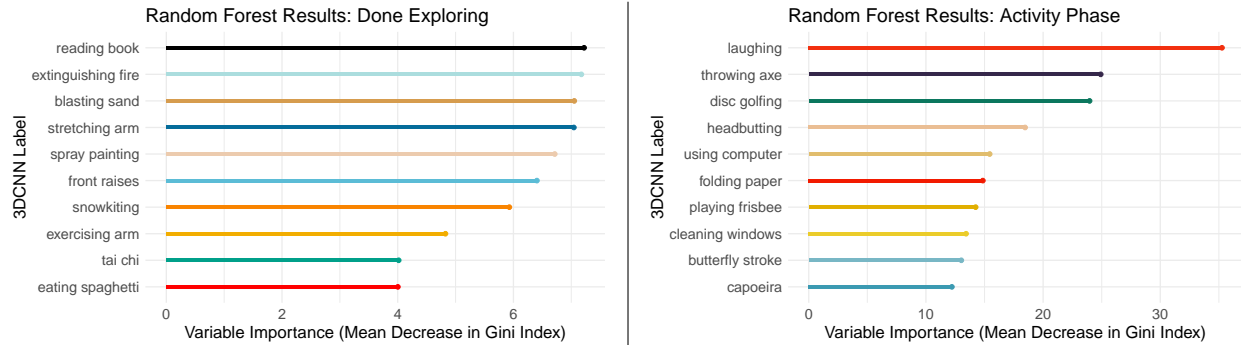 Random Forest Results: Done Exploring
3DCNN Label
reading book
extinguishing fire
blasting sand
stretching arm
spray painting
front raises
snowkiting
exercising arm
tai chi
eating spaghetti
0 2 4 6
Variable Importance (Mean Decrease in Gini Index)
Random Forest Results: Activity Phase
3DCNN Label
laughing
throwing axe
disc golfing
headbutting
using computer
folding paper
playing frisbee
cleaning windows
butterfly stroke
capoeira
0 10 20 30
Variable Importance (Mean Decrease in Gini Index)